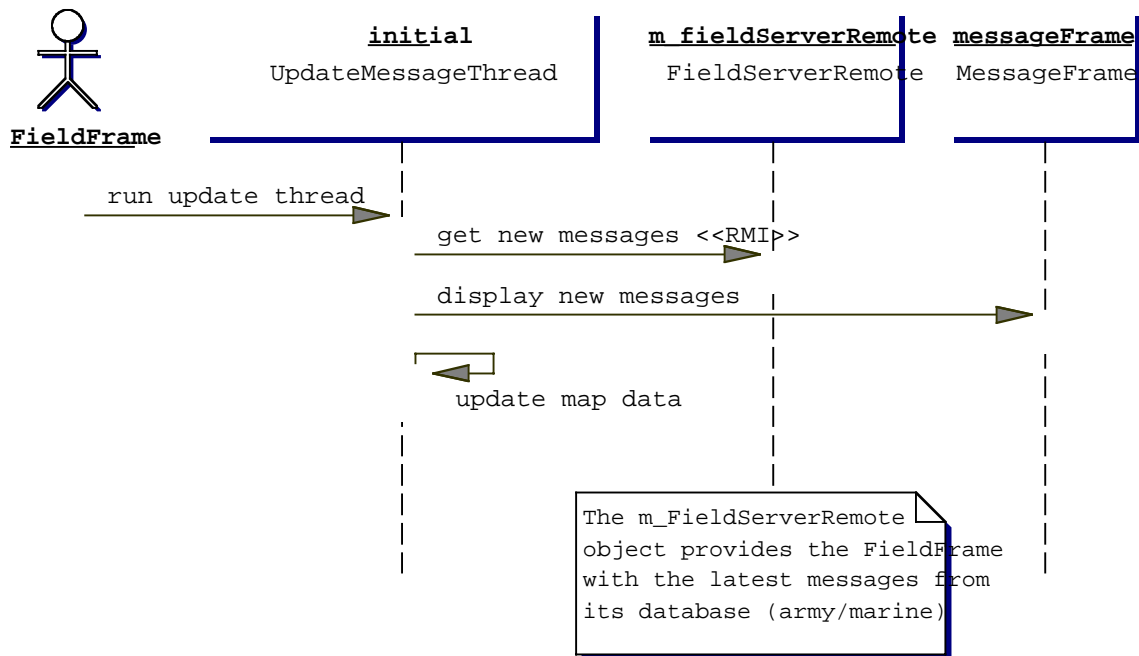 initial
UpdateMessageThread
m_fieldServerRemote
FieldServerRemote
messageFrame
MessageFrame
FieldFrame
run update thread
get new messages <<RMI>>
display new messages
update map data
The m_FieldServerRemote
object provides the FieldFrame
with the latest messages from
its database (army/marine)